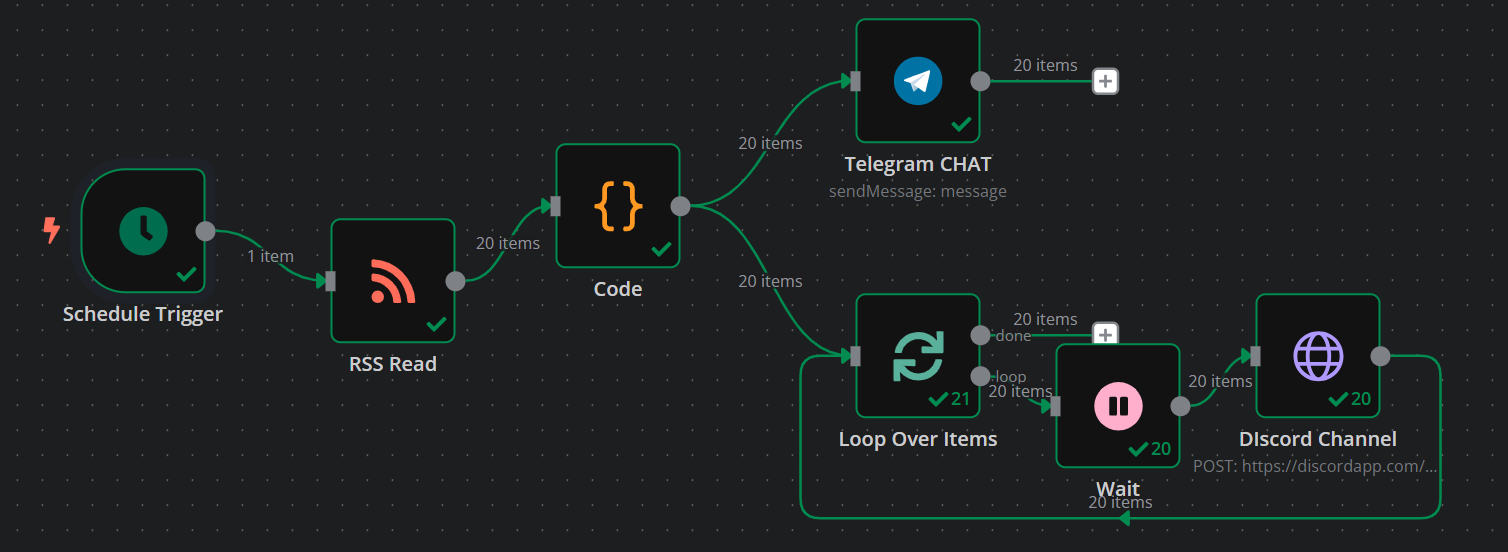 20 items
Telegram CHAT
sendMessage: message
20 items
1 item
Schedule Trigger
20 items
RSS Read
{}
Code
20 items
20 items
done
loop
20 items
21
Loop Over Items
20
Wait
20 items
20
DIscord Channel
POST: https://discordapp.com/...
20 items